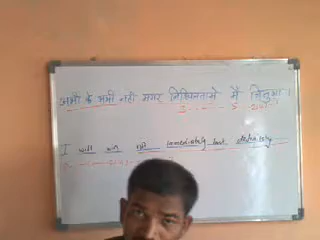 अभी के अभी नहीं मगर निश्चितता से मैं जितूंगा ।
I will win not immediately but definitely